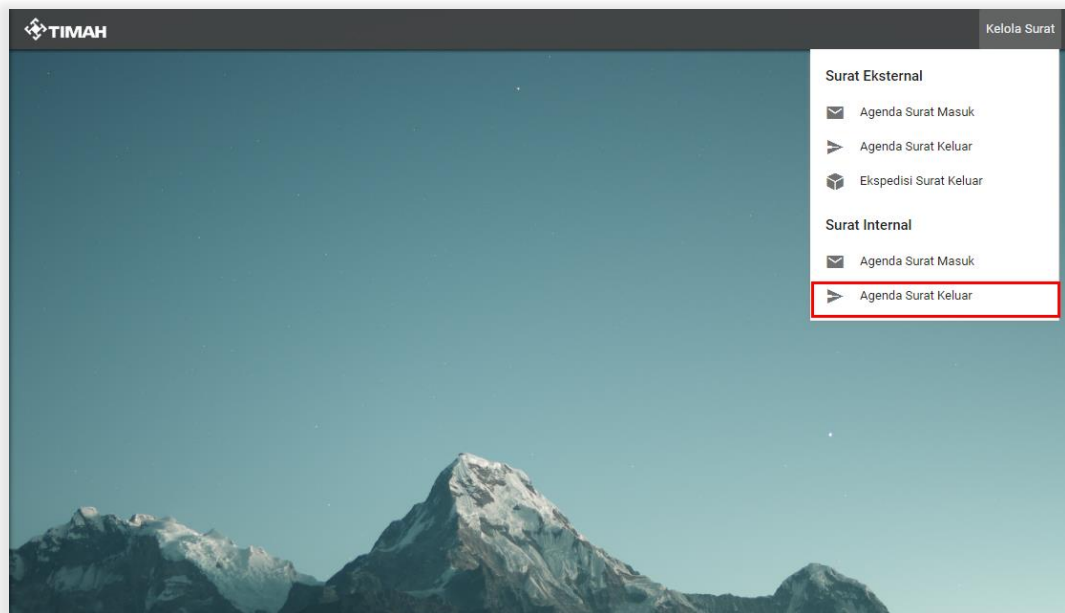 TIMAH
Kelola Surat
Surat Eksternal
Agenda Surat Masuk
Agenda Surat Keluar
Ekspedisi Surat Keluar
Surat Internal
Agenda Surat Masuk
Agenda Surat Keluar